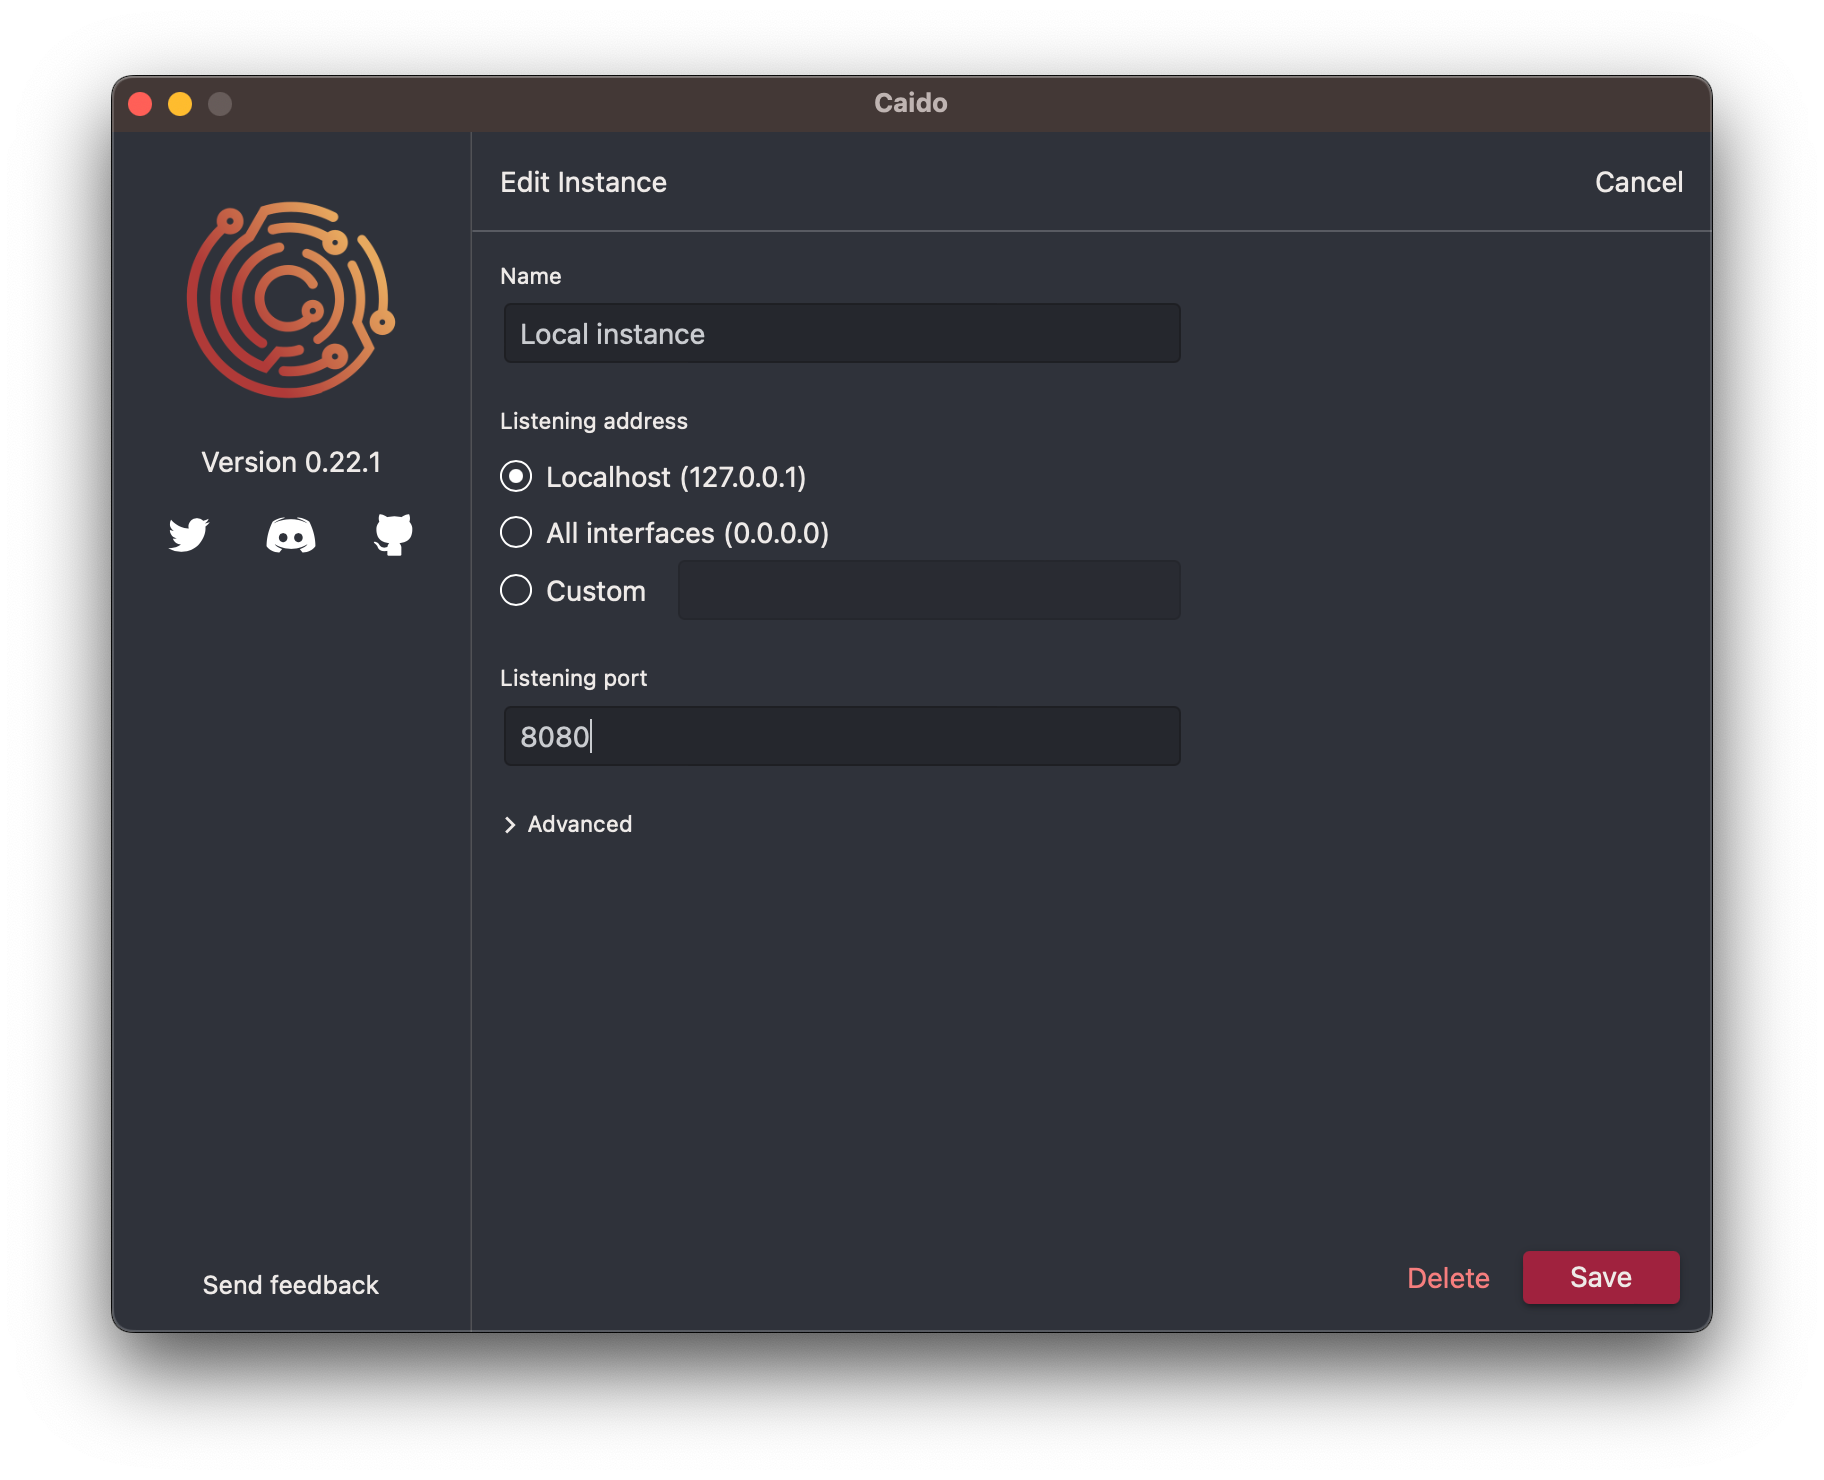 Caido
Version 0.22.1
Send feedback
Edit Instance
Cancel
Name
Local instance
Listening address
Localhost (127.0.0.1)
All interfaces (0.0.0.0)
Custom
Listening port
8080
Advanced
Delete
Save